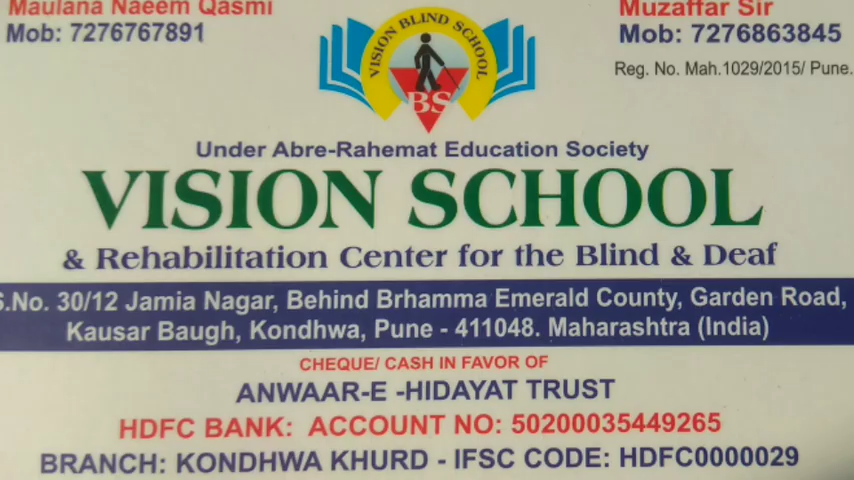 Maulana Naeem Qasmi
Mob: 7276767891
Muzaffar Sir
Mob: 7276863845
Reg. No. Mah.1029/2015/ Pune.
VISION BLIND SCHOOL
VBS
Under Abre-Rahemat Education Society
VISION SCHOOL
& Rehabilitation Center for the Blind & Deaf
S.No. 30/12 Jamia Nagar, Behind Brhamma Emerald County, Garden Road,
Kausar Baugh, Kondhwa, Pune - 411048. Maharashtra (India)
CHEQUE/ CASH IN FAVOR OF
ANWAAR-E -HIDAYAT TRUST
HDFC BANK: ACCOUNT NO: 50200035449265
BRANCH: KONDHWA KHURD - IFSC CODE: HDFC0000029